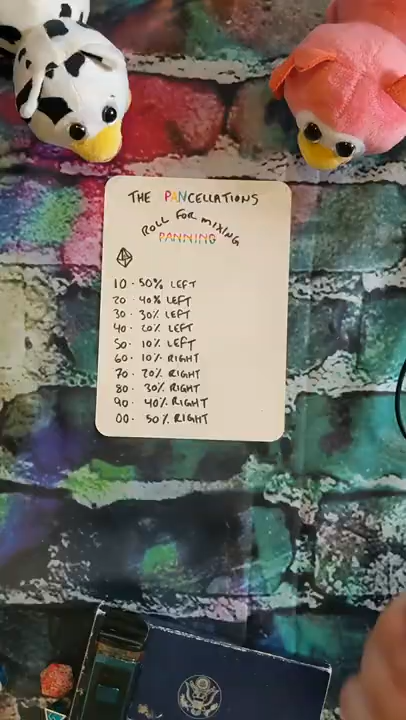 THE PANCELLATIONS
ROLL FOR MIXING
PANNING
10 · 50% LEFT
20 · 40% LEFT
30 · 30% LEFT
40 · 20% LEFT
50 · 10% LEFT
60 · 10% RIGHT
70 · 20% RIGHT
80 · 30% RIGHT
90 · 40% RIGHT
00 · 50% RIGHT